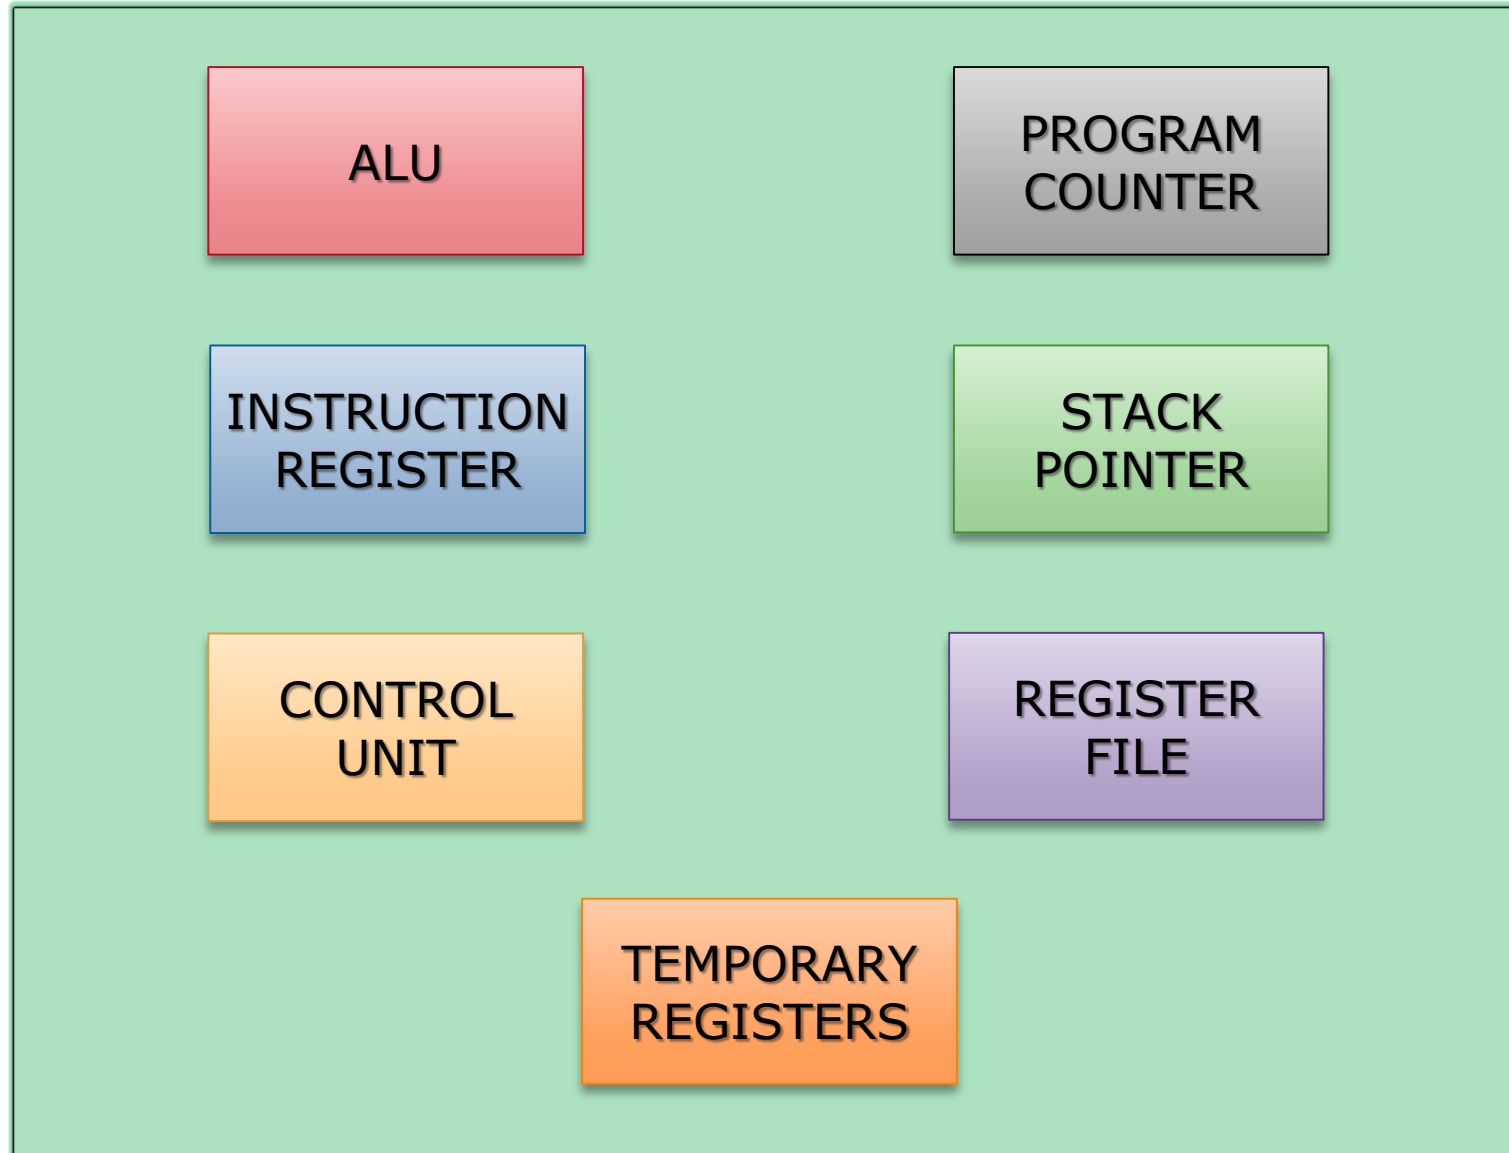 ALU
PROGRAM
COUNTER
INSTRUCTION
REGISTER
STACK
POINTER
CONTROL
UNIT
REGISTER
FILE
TEMPORARY
REGISTERS